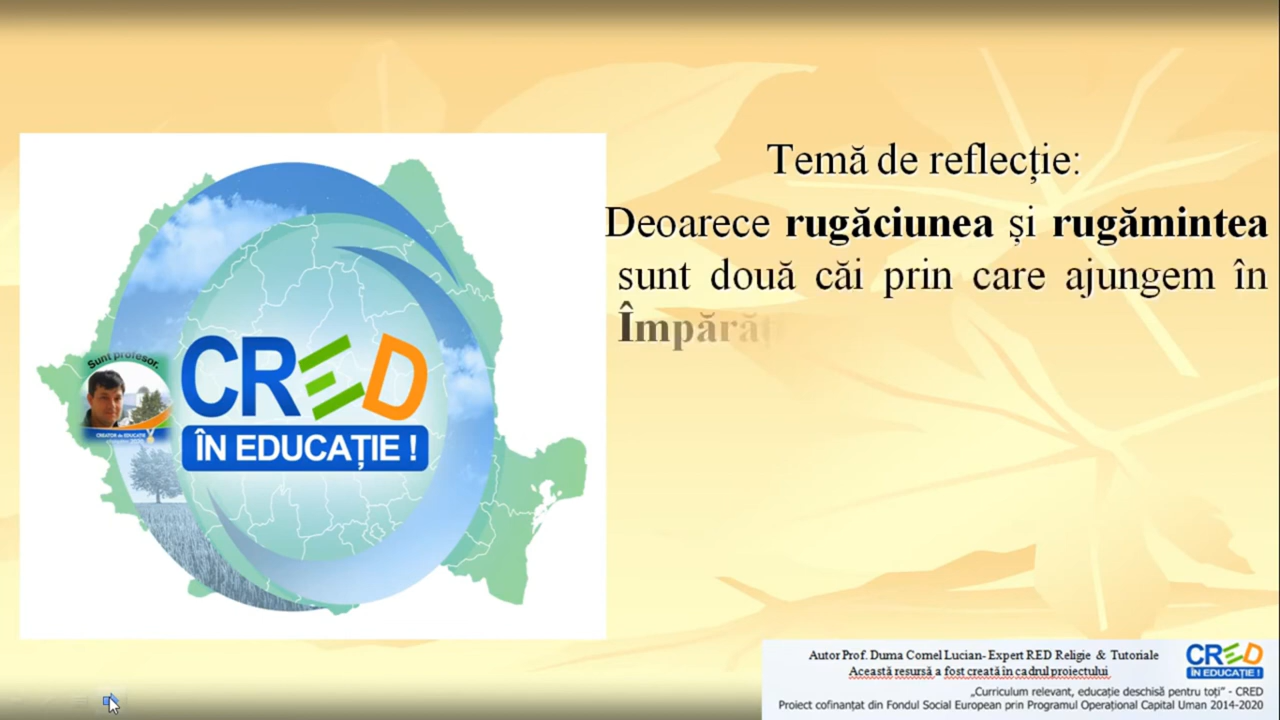 Temă de reflecție:
Deoarece rugăciunea și rugămintea
sunt două căi prin care ajungem în
Sunt profesor,
CRED
ÎN EDUCAȚIE !
CREATOR de EDUCAȚIE
Autor Prof. Duma Cornel Lucian- Expert RED Religie & Tutoriale
Această resursă a fost creată în cadrul proiectului
CRED
ÎN EDUCAȚIE !
„Curriculum relevant, educație deschisă pentru toți” - CRED
Proiect cofinanțat din Fondul Social European prin Programul Operațional Capital Uman 2014-2020